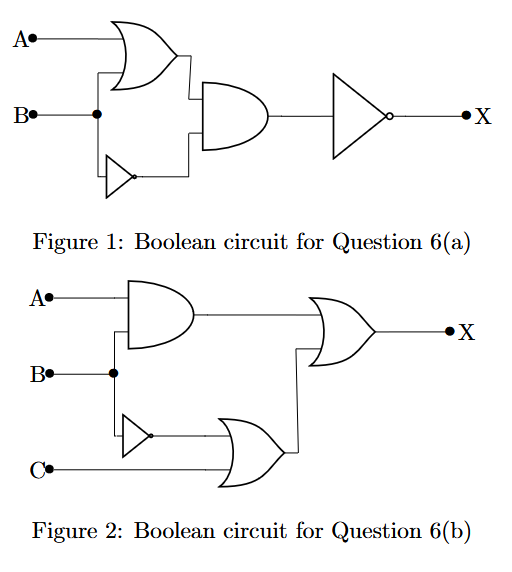 A
X
B
Figure 1: Boolean circuit for Question 6(a)
A
X
B
C
Figure 2: Boolean circuit for Question 6(b)